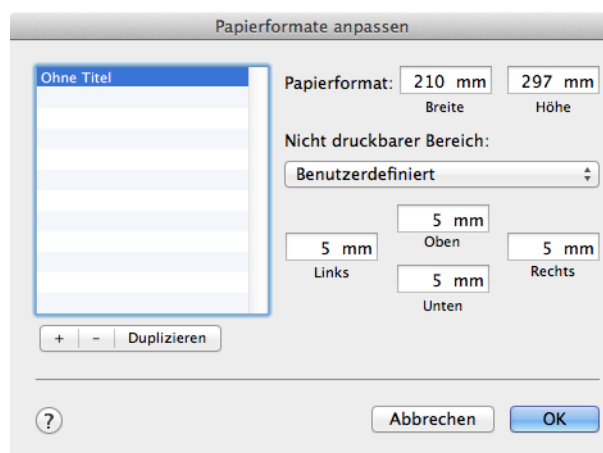 Papierformate anpassen
Ohne Titel
Papierformat: 210 mm 297 mm
Breite Höhe
Nicht druckbarer Bereich:
Benutzerdefiniert
5 mm
Oben
5 mm 5 mm
Links Rechts
5 mm
Unten
+ - Duplizieren
? Abbrechen OK